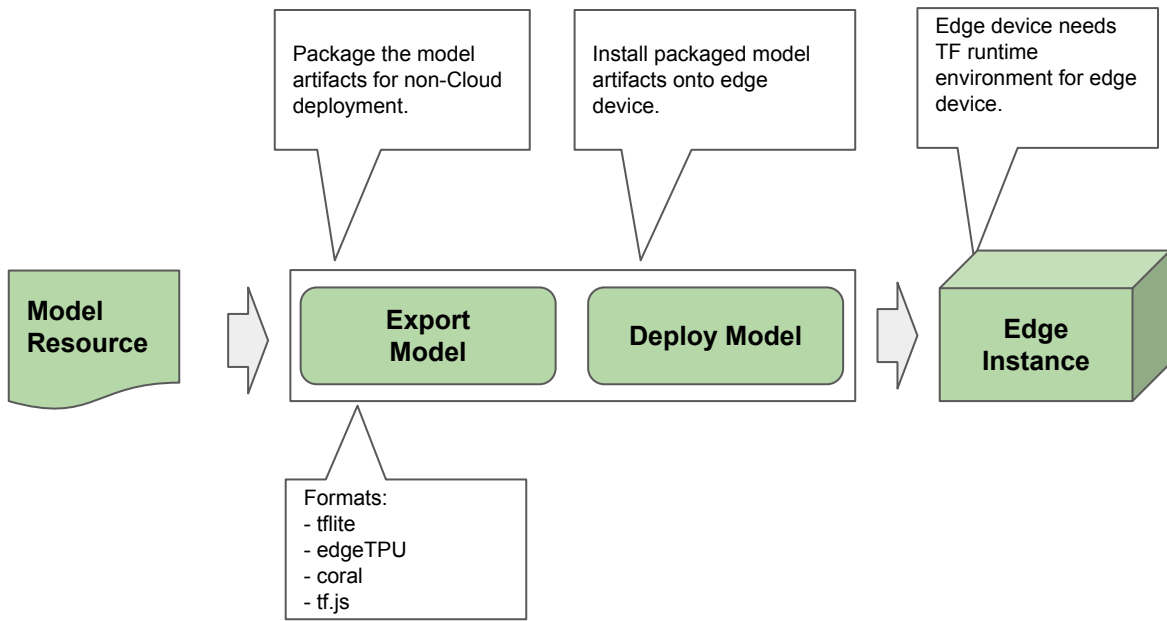 Package the model
artifacts for non-Cloud
deployment.
Install packaged model
artifacts onto edge
device.
Edge device needs
TF runtime
environment for edge
device.
Model
Resource
Export
Model
Deploy Model
Edge
Instance
Formats:
- tflite
- edgeTPU
- coral
- tf.js